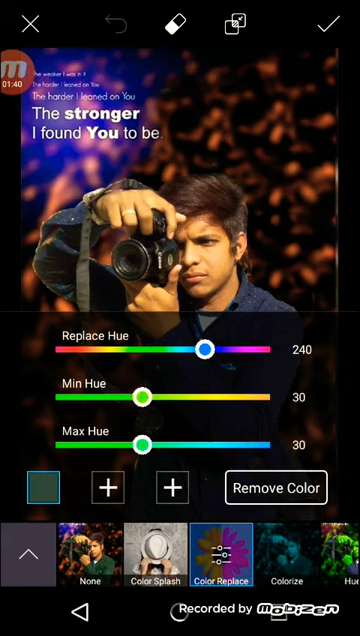 01:40
The weaker I was in it
The harder I leaned on You
The harder I leaned on You
The stronger
I found You to be
Replace Hue
240
Min Hue
30
Max Hue
30
Remove Color
None
Color Splash
Color Replace
Colorize
Hue
Recorded by mobizen